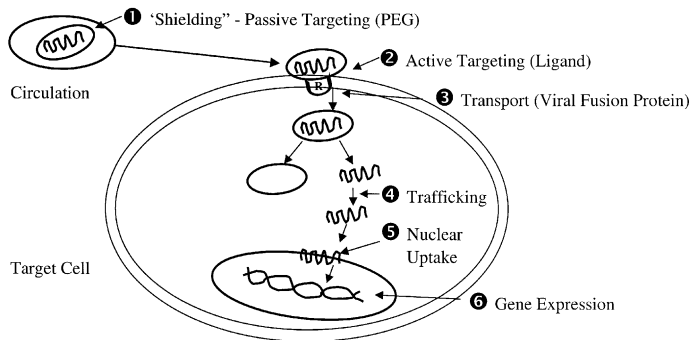 ❶ ‘Shielding” - Passive Targeting (PEG)
❷ Active Targeting (Ligand)
R
Circulation
❸ Transport (Viral Fusion Protein)
❹ Trafficking
❺ Nuclear
Uptake
Target Cell
❻ Gene Expression